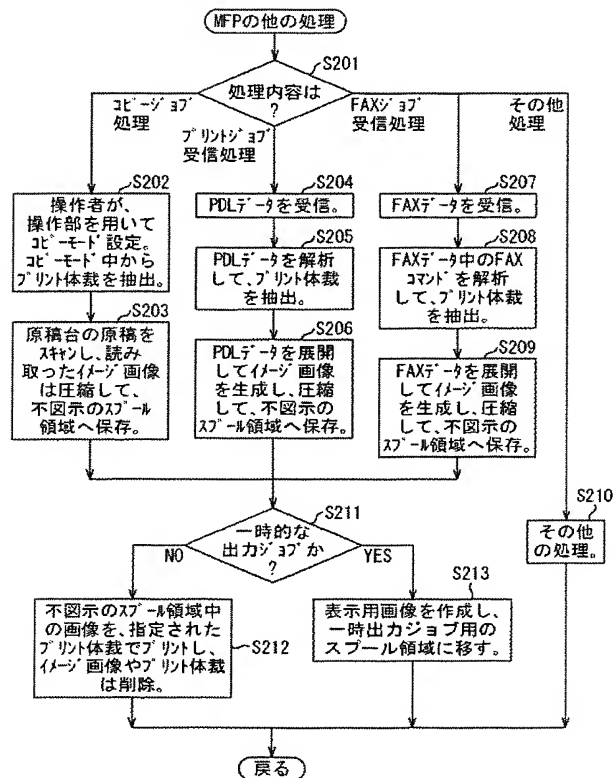 MFPの他の処理
S201
処理内容は
?
コピージョブ
処理
プリントジョブ
受信処理
FAXジョブ
受信処理
その他
処理
S202
操作者が、
操作部を用いて
コピーモード設定。
コピーモード中から
プリント体裁を抽出。
S203
原稿台の原稿を
スキャンし、読み
取ったイメージ画像
は圧縮して、
不図示のスプール
領域へ保存。
S204
PDLデータを受信。
S205
PDLデータを解析
して、プリント体裁
を抽出。
S206
PDLデータを展開
してイメージ画像
を生成し、圧縮
して、不図示の
スプール領域へ保存。
S207
FAXデータを受信。
S208
FAXデータ中のFAX
コマンドを解析
して、プリント体裁
を抽出。
S209
FAXデータを展開
してイメージ画像
を生成し、圧縮
して、不図示の
スプール領域へ保存。
S210
その他
の処理。
S211
一時的な
出力ジョブか
?
NO
YES
不図示のスプール領域中
の画像を、指定された
プリント体裁でプリントし、
イメージ画像やプリント体裁
は削除。
S212
S213
表示用画像を作成し、
一時出力ジョブ用の
スプール領域に移す。
戻る